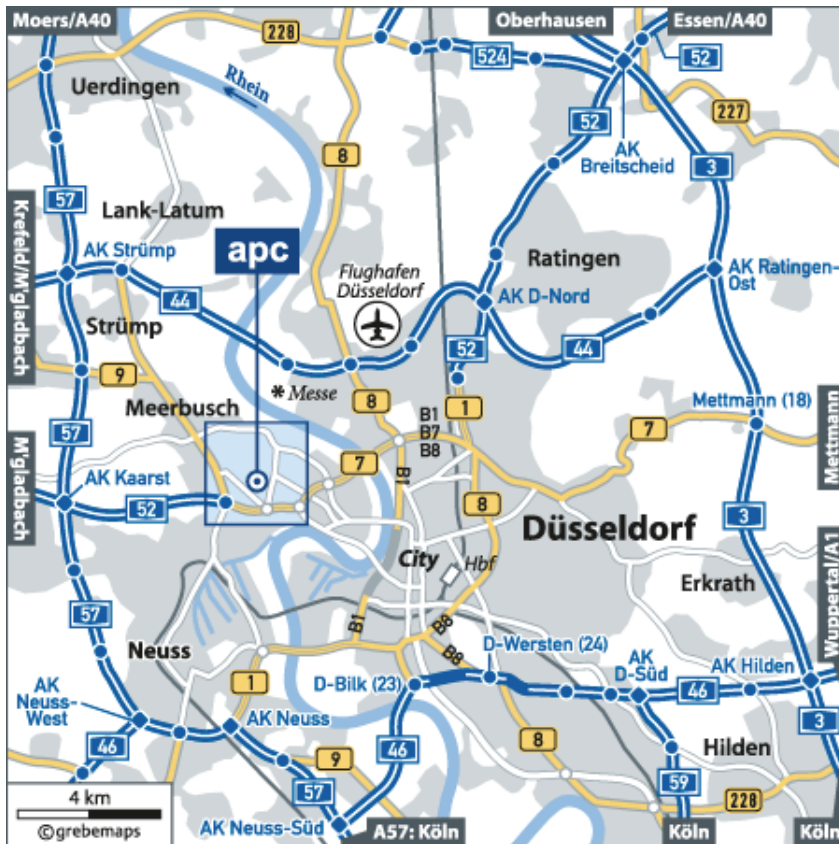 Moers/A40
Oberhausen
Essen/A40
228
524
52
Uerdingen
Rhein
227
52
8
AK
Breitscheid
3
57
Lank-Latum
Krefeld/M'gladbach
AK Strümp
apc
Flughafen
Düsseldorf
Ratingen
AK Ratingen-
Ost
AK D-Nord
44
Strümp
52
44
9
* Messe
Mettmann (18)
8
1
Meerbusch
B1
B7
B8
7
Mettmann
57
7
M'gladbach
AK Kaarst
B1
52
8
3
Düsseldorf
City
Hbf
Erkrath
Wuppertal/A1
57
B1
B8
Neuss
B8
D-Wersten (24)
AK
D-Süd
AK Hilden
1
D-Bilk (23)
46
AK
Neuss-
West
AK Neuss
3
46
46
8
Hilden
9
57
59
4 km
228
©grebemaps
AK Neuss-Süd
A57: Köln
Köln
Köln